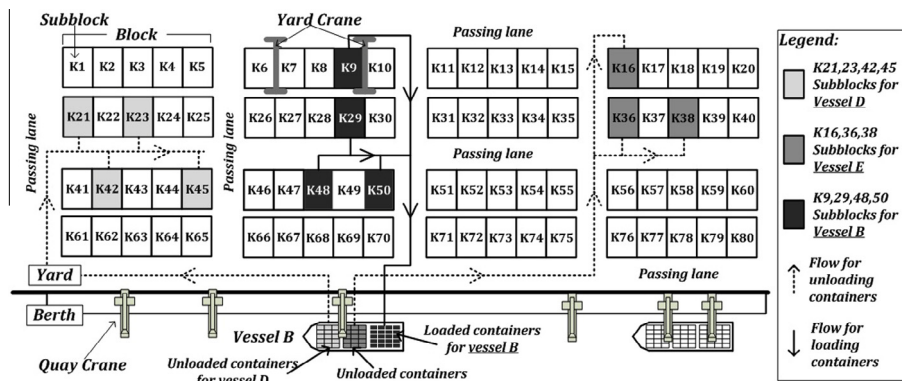 Subblock
Block
Yard Crane
Passing lane
K1 K2 K3 K4 K5
K6 K7 K8 K9 K10
K11 K12 K13 K14 K15
K16 K17 K18 K19 K20
Passing lane
Passing lane
K21 K22 K23 K24 K25
K26 K27 K28 K29 K30
K31 K32 K33 K34 K35
K36 K37 K38 K39 K40
Passing lane
K41 K42 K43 K44 K45
K46 K47 K48 K49 K50
K51 K52 K53 K54 K55
K56 K57 K58 K59 K60
K61 K62 K63 K64 K65
K66 K67 K68 K69 K70
K71 K72 K73 K74 K75
K76 K77 K78 K79 K80
Yard
Passing lane
Berth
Quay Crane
Vessel B
Loaded containers
for vessel B
Unloaded containers
for vessel D
Unloaded containers
Legend:
K21,23,42,45
Subblocks for
Vessel D
K16,36,38
Subblocks for
Vessel E
K9,29,48,50
Subblocks for
Vessel B
Flow for
unloading
containers
Flow for
loading
containers